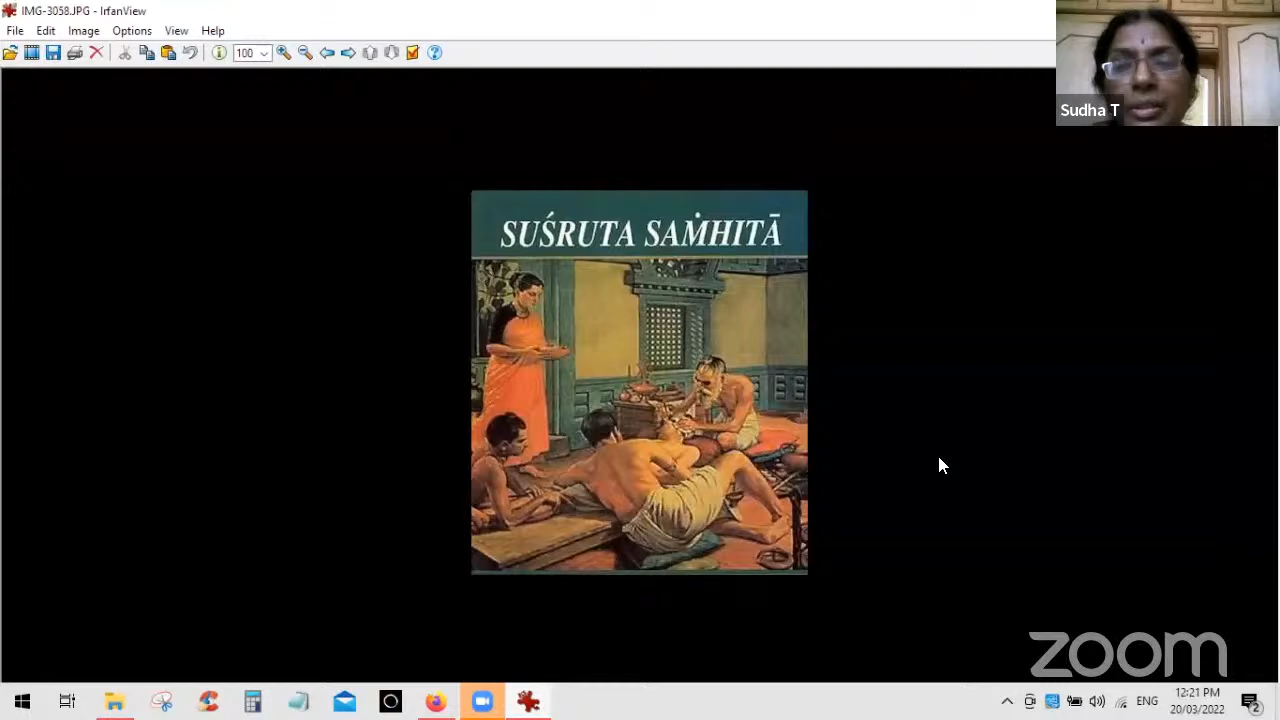 IMG-3058.JPG - IrfanView
File Edit Image Options View Help
100
Sudha T
SUŚRUTA SAṀHITĀ
zoom
ENG
12:21 PM
20/03/2022
2